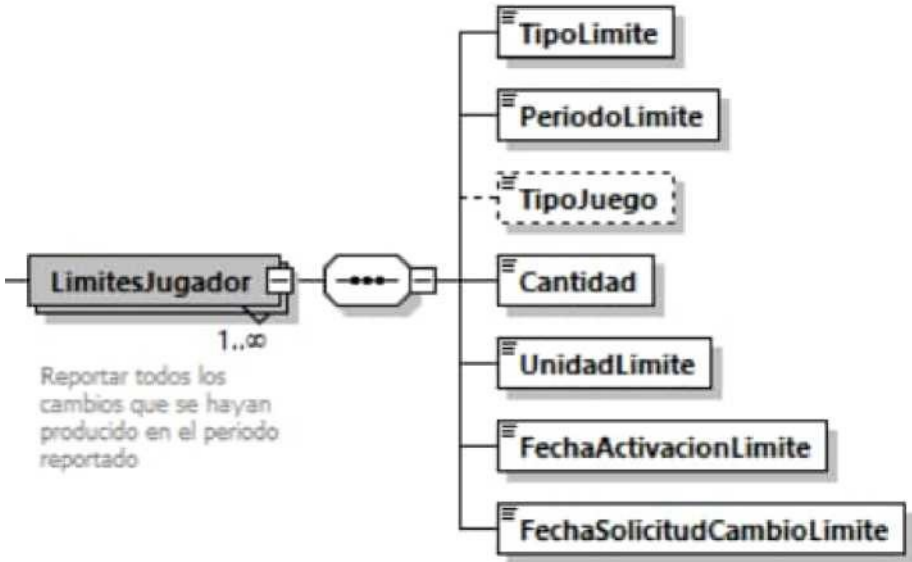 TipoLimite
PeriodoLimite
TipoJuego
LimitesJugador
Cantidad
1..∞
UnidadLimite
Reportar todos los
cambios que se hayan
producido en el periodo
reportado
FechaActivacionLimite
FechaSolicitudCambioLimite